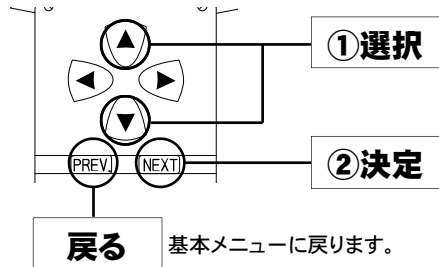 ①選択
PREV.
NEXT
②決定
戻る
基本メニューに戻ります。